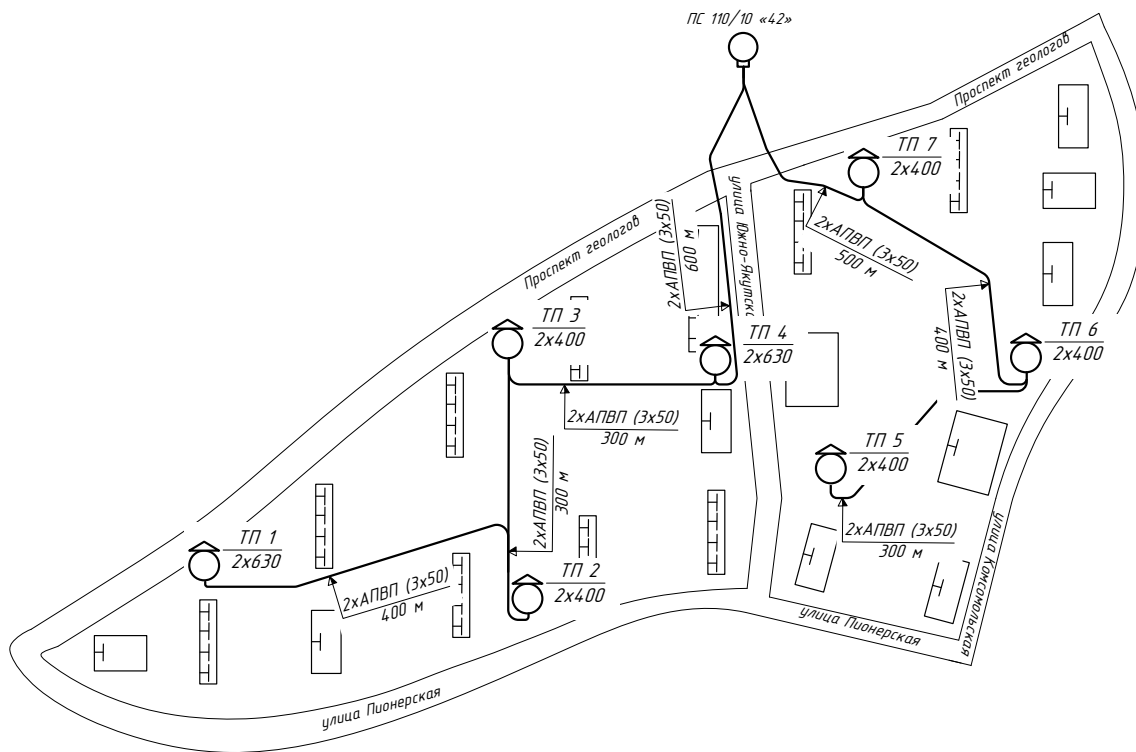 ПС 110/10 «42»
Проспект геологов
ТП 7
2х400
улица Южно-Якутска
2хАПВП (3х50)
600 м
2хАПВП (3х50)
500 м
Проспект геологов
2хАПВП (3х50)
400 м
ТП 3
2х400
ТП 4
2х630
ТП 6
2х400
2хАПВП (3х50)
300 м
ТП 5
2х400
2хАПВП (3х50)
300 м
2хАПВП (3х50)
300 м
ТП 1
2х630
ТП 2
2х400
2хАПВП (3х50)
400 м
улица Комсомольская
улица Пионерская
улица Пионерская